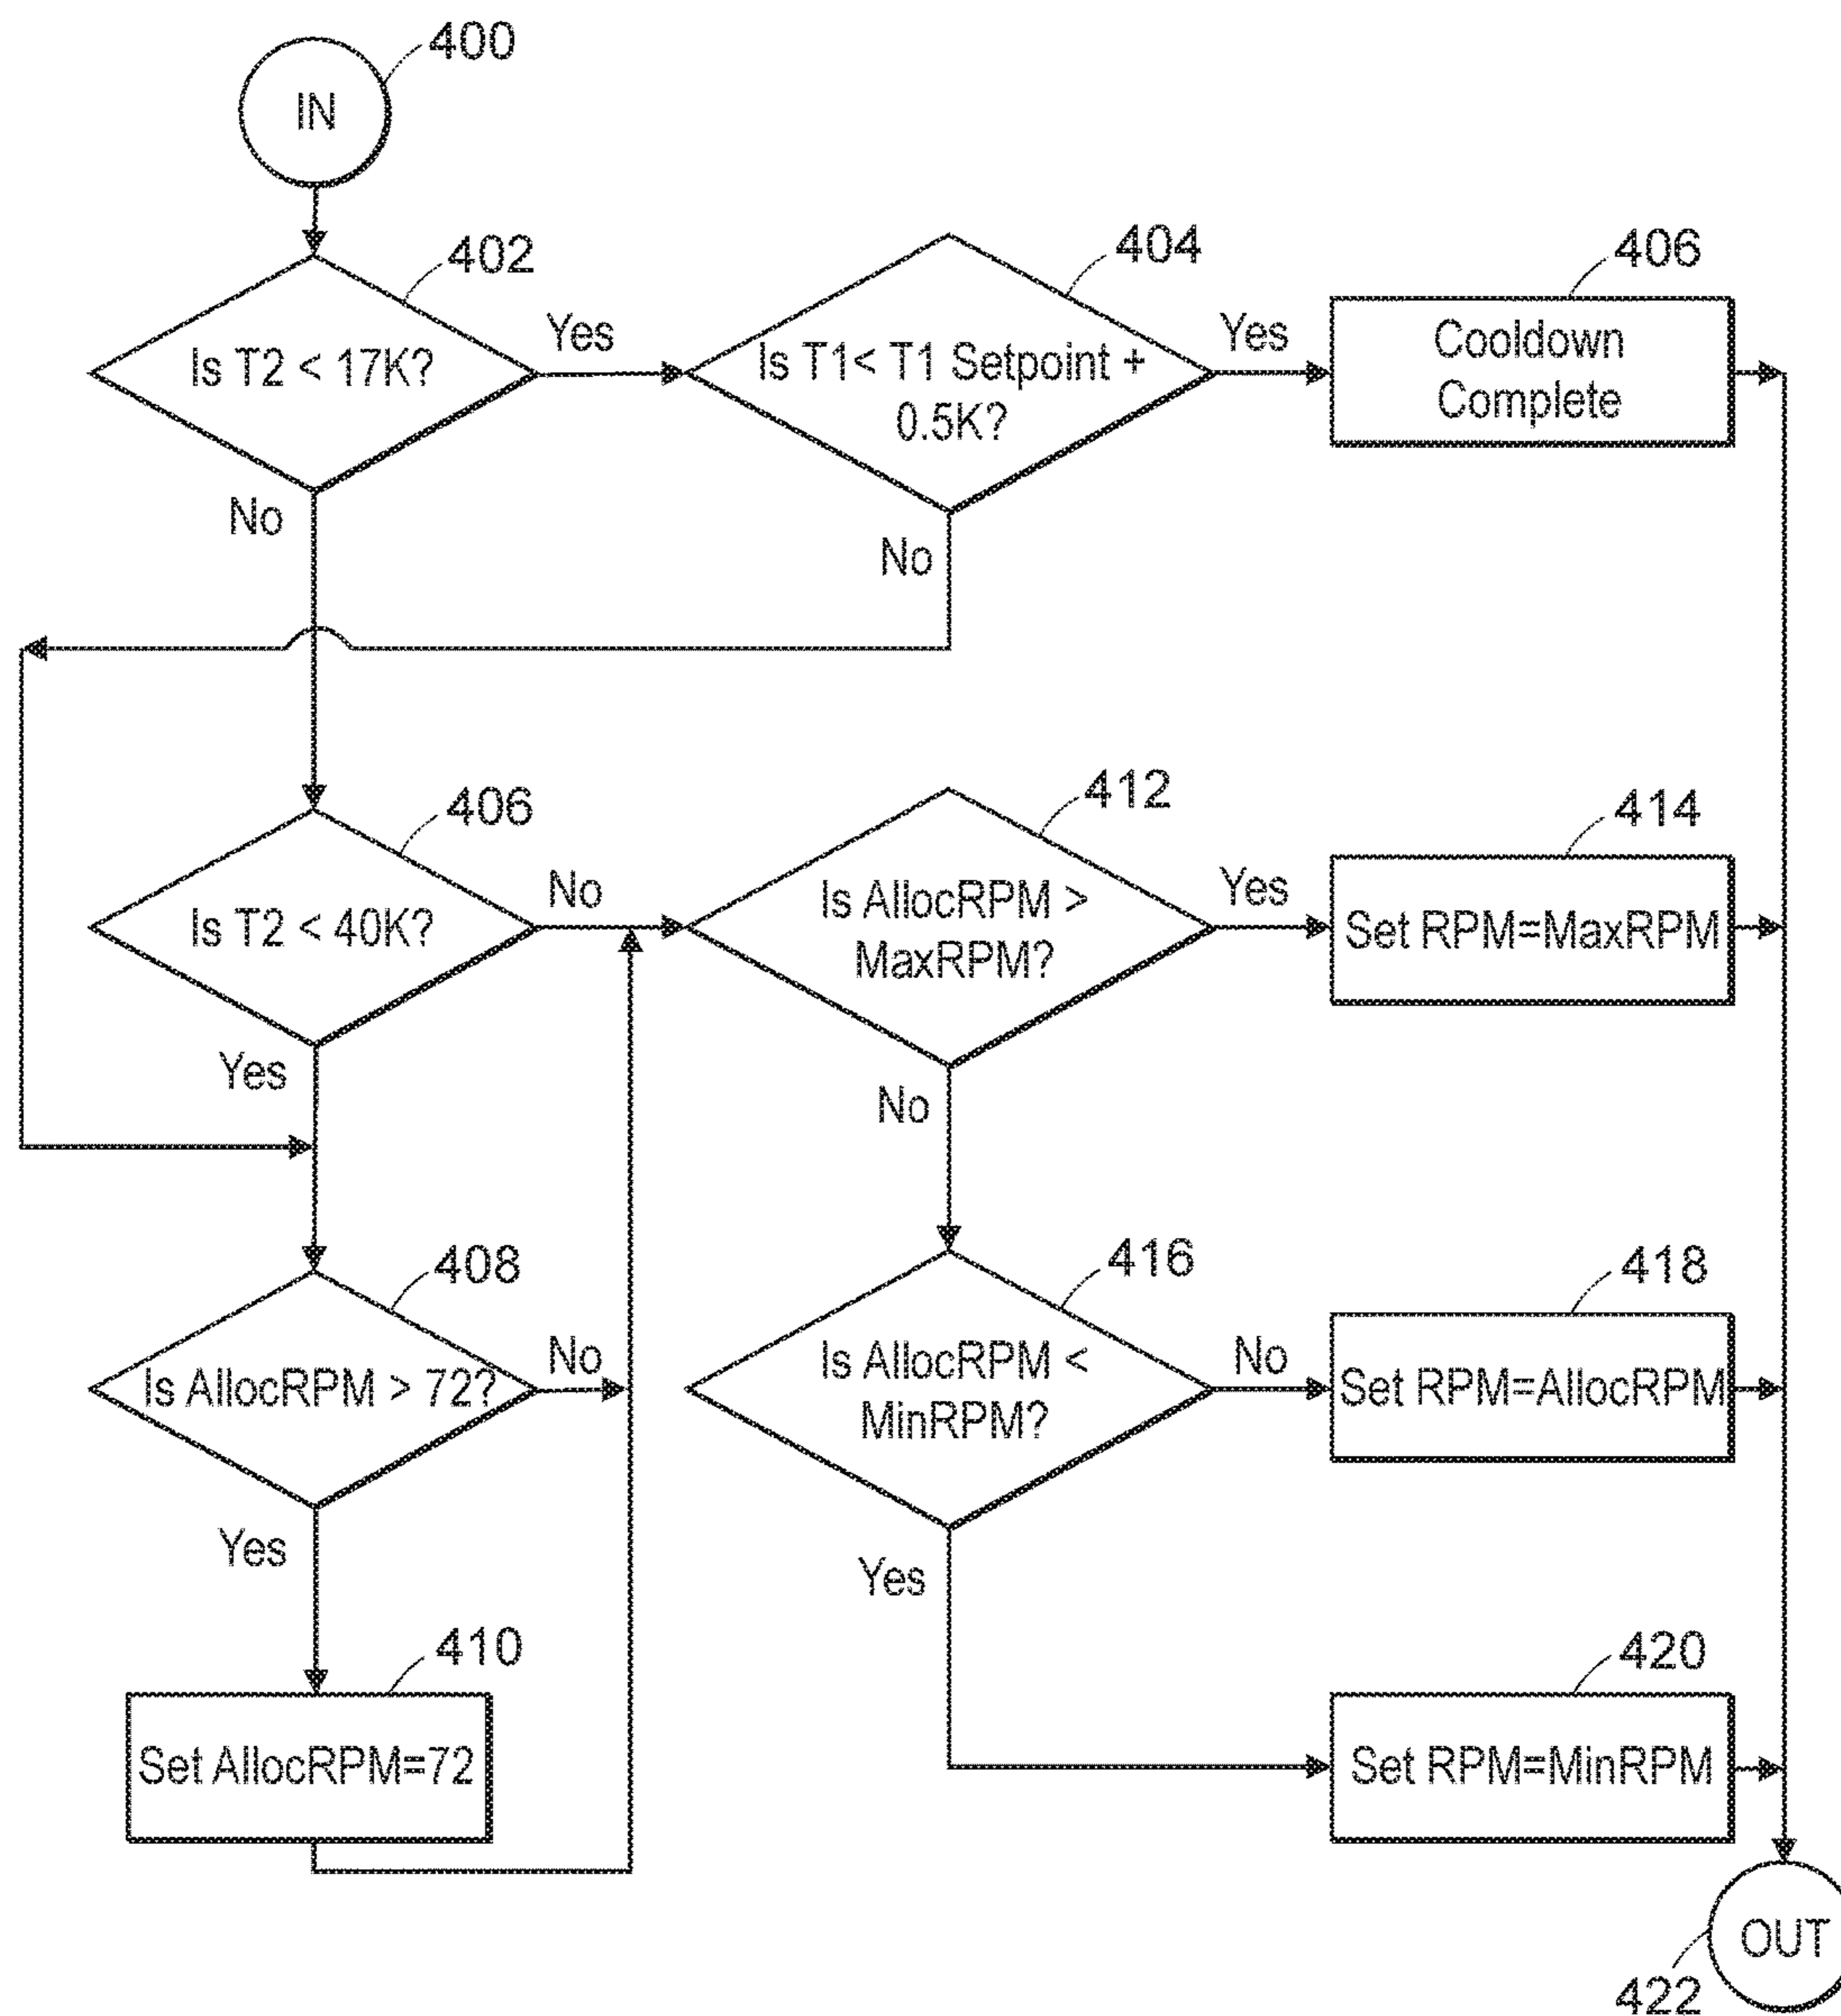 400
IN
402
404
406
Is T2 < 17K?
Yes
Is T1< T1 Setpoint +
0.5K?
Yes
Cooldown
Complete
No
No
406
412
414
Is T2 < 40K?
No
Is AllocRPM >
MaxRPM?
Yes
Set RPM=MaxRPM
Yes
No
408
416
418
Is AllocRPM > 72?
No
Is AllocRPM <
MinRPM?
No
Set RPM=AllocRPM
Yes
Yes
410
420
Set AllocRPM=72
Set RPM=MinRPM
OUT
422